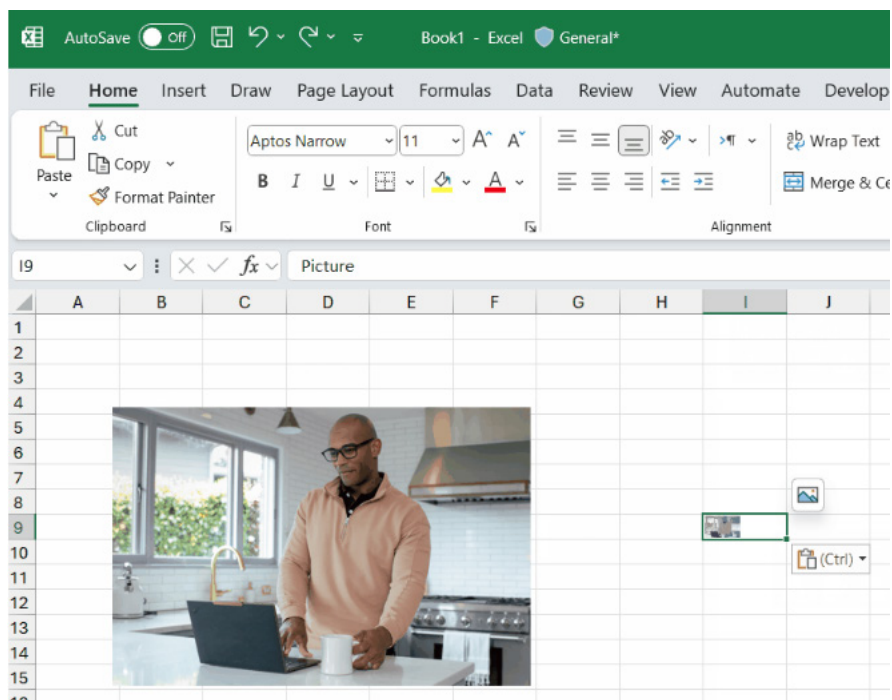 AutoSave Off Book1 - Excel General*
File Home Insert Draw Page Layout Formulas Data Review View Automate Develop
Paste
Cut
Copy
Format Painter
Clipboard
Aptos Narrow 11 A A
B I U A
Font
ab Wrap Text
Merge & Ce
Alignment
I9 fx Picture
A B C D E F G H I J
1
2
3
4
5
6
7
8
9
10
11
12
13
14
15
(Ctrl)